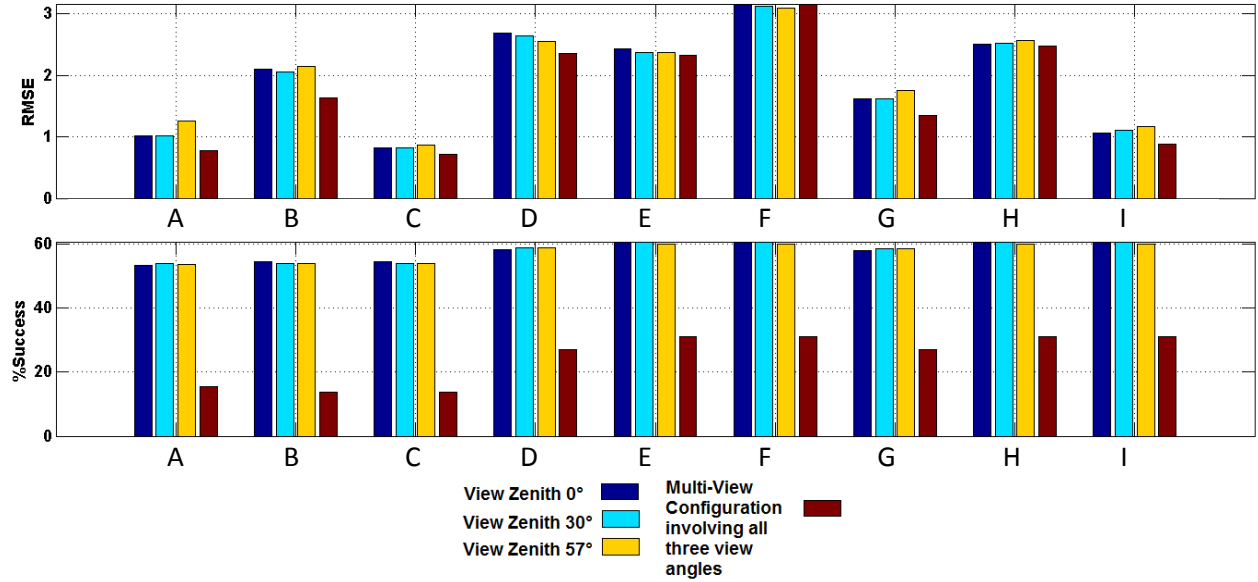 3
2
1
0
RMSE
A B C D E F G H I
60
40
20
0
%Success
A B C D E F G H I
View Zenith 0°
View Zenith 30°
View Zenith 57°
Multi-View
Configuration
involving all
three view
angles